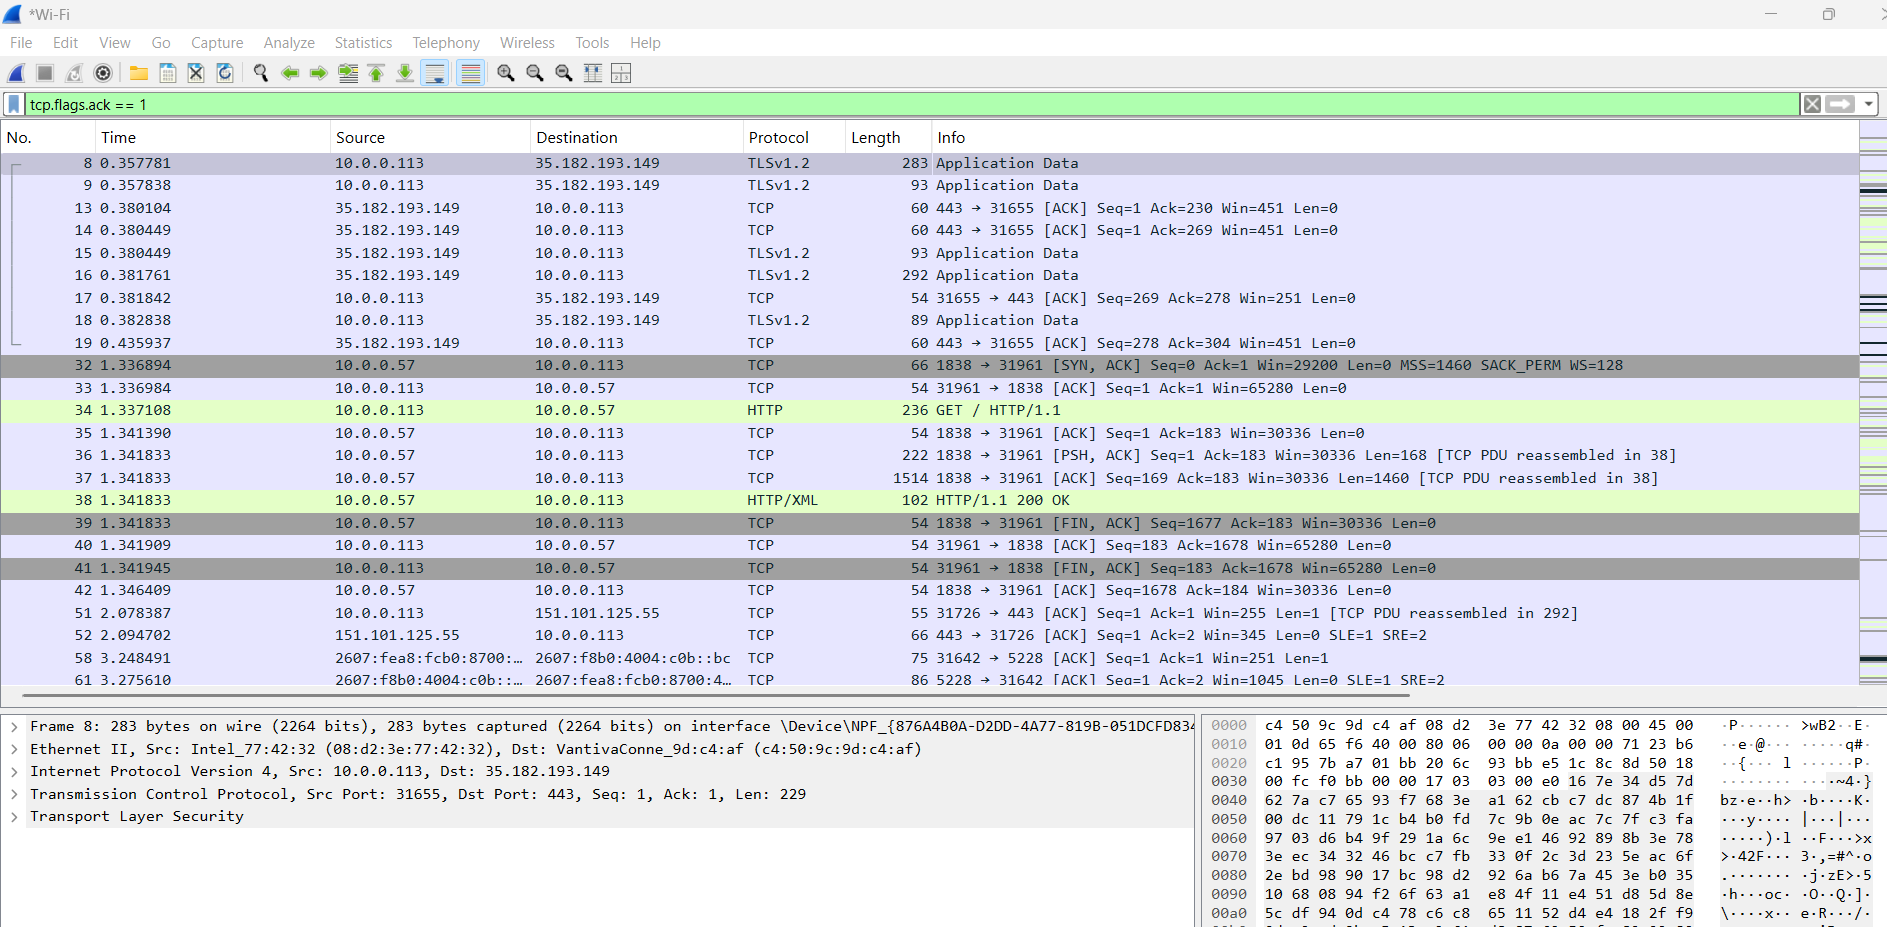 *Wi-Fi
File Edit View Go Capture Analyze Statistics Telephony Wireless Tools Help
tcp.flags.ack == 1
No. Time Source Destination Protocol Length Info
8 0.357781 10.0.0.113 35.182.193.149 TLSv1.2 283 Application Data
9 0.357838 10.0.0.113 35.182.193.149 TLSv1.2 93 Application Data
13 0.380104 35.182.193.149 10.0.0.113 TCP 60 443 → 31655 [ACK] Seq=1 Ack=230 Win=451 Len=0
14 0.380449 35.182.193.149 10.0.0.113 TCP 60 443 → 31655 [ACK] Seq=1 Ack=269 Win=451 Len=0
15 0.380449 35.182.193.149 10.0.0.113 TLSv1.2 93 Application Data
16 0.381761 35.182.193.149 10.0.0.113 TLSv1.2 292 Application Data
17 0.381842 10.0.0.113 35.182.193.149 TCP 54 31655 → 443 [ACK] Seq=269 Ack=278 Win=251 Len=0
18 0.382838 10.0.0.113 35.182.193.149 TLSv1.2 89 Application Data
19 0.435937 35.182.193.149 10.0.0.113 TCP 60 443 → 31655 [ACK] Seq=278 Ack=304 Win=451 Len=0
32 1.336894 10.0.0.57 10.0.0.113 TCP 66 1838 → 31961 [SYN, ACK] Seq=0 Ack=1 Win=29200 Len=0 MSS=1460 SACK_PERM WS=128
33 1.336984 10.0.0.113 10.0.0.57 TCP 54 31961 → 1838 [ACK] Seq=1 Ack=1 Win=65280 Len=0
34 1.337108 10.0.0.113 10.0.0.57 HTTP 236 GET / HTTP/1.1
35 1.341390 10.0.0.57 10.0.0.113 TCP 54 1838 → 31961 [ACK] Seq=1 Ack=183 Win=30336 Len=0
36 1.341833 10.0.0.57 10.0.0.113 TCP 222 1838 → 31961 [PSH, ACK] Seq=1 Ack=183 Win=30336 Len=168 [TCP PDU reassembled in 38]
37 1.341833 10.0.0.57 10.0.0.113 TCP 1514 1838 → 31961 [ACK] Seq=169 Ack=183 Win=30336 Len=1460 [TCP PDU reassembled in 38]
38 1.341833 10.0.0.57 10.0.0.113 HTTP/XML 102 HTTP/1.1 200 OK
39 1.341833 10.0.0.57 10.0.0.113 TCP 54 1838 → 31961 [FIN, ACK] Seq=1677 Ack=183 Win=30336 Len=0
40 1.341909 10.0.0.113 10.0.0.57 TCP 54 31961 → 1838 [ACK] Seq=183 Ack=1678 Win=65280 Len=0
41 1.341945 10.0.0.113 10.0.0.57 TCP 54 31961 → 1838 [FIN, ACK] Seq=183 Ack=1678 Win=65280 Len=0
42 1.346409 10.0.0.57 10.0.0.113 TCP 54 1838 → 31961 [ACK] Seq=1678 Ack=184 Win=30336 Len=0
51 2.078387 10.0.0.113 151.101.125.55 TCP 55 31726 → 443 [ACK] Seq=1 Ack=1 Win=255 Len=1 [TCP PDU reassembled in 292]
52 2.094702 151.101.125.55 10.0.0.113 TCP 66 443 → 31726 [ACK] Seq=1 Ack=2 Win=345 Len=0 SLE=1 SRE=2
58 3.248491 2607:fea8:fcb0:8700:… 2607:f8b0:4004:c0b::bc TCP 75 31642 → 5228 [ACK] Seq=1 Ack=1 Win=251 Len=1
61 3.275610 2607:f8b0:4004:c0b::… 2607:fea8:fcb0:8700:4… TCP 86 5228 → 31642 [ACK] Seq=1 Ack=2 Win=1045 Len=0 SLE=1 SRE=2
Frame 8: 283 bytes on wire (2264 bits), 283 bytes captured (2264 bits) on interface \Device\NPF_{876A4B0A-D2DD-4A77-819B-051DCFD834
Ethernet II, Src: Intel_77:42:32 (08:d2:3e:77:42:32), Dst: VantivaConne_9d:c4:af (c4:50:9c:9d:c4:af)
Internet Protocol Version 4, Src: 10.0.0.113, Dst: 35.182.193.149
Transmission Control Protocol, Src Port: 31655, Dst Port: 443, Seq: 1, Ack: 1, Len: 229
Transport Layer Security
0000 c4 50 9c 9d c4 af 08 d2 3e 77 42 32 08 00 45 00 ·P······ >wB2··E·
0010 01 0d 65 f6 40 00 80 06 00 00 0a 00 00 71 23 b6 ··e·@··· ·····q#·
0020 c1 95 7b a7 01 bb 20 6c 93 bb e5 1c 8c 8d 50 18 ··{··· l ······P·
0030 00 fc f0 bb 00 00 17 03 03 00 e0 16 7e 34 d5 7d ········ ····~4·}
0040 62 7a c7 65 93 f7 68 3e a1 62 cb c7 dc 87 4b 1f bz·e··h> ·b····K·
0050 00 dc 11 79 1c b4 b0 fd 7c 9b 0e ac 7c 7f c3 fa ···y···· |···|···
0060 97 03 d6 b4 9f 29 1a 6c 9e e1 46 92 89 8b 3e 78 ·····)·l ··F···>x
0070 3e ec 34 32 46 bc c7 fb 33 0f 2c 3d 23 5e ac 6f >·42F··· 3·,=#^·o
0080 2e bd 98 90 17 bc 98 d2 92 6a b6 7a 45 3e b0 35 .······· ·j·zE>·5
0090 10 68 08 94 f2 6f 63 a1 e8 4f 11 e4 51 d8 5d 8e ·h···oc· ·O··Q·]·
00a0 5c df 94 0d c4 78 c6 c8 65 11 52 d4 e4 18 2f f9 \····x·· e·R···/·